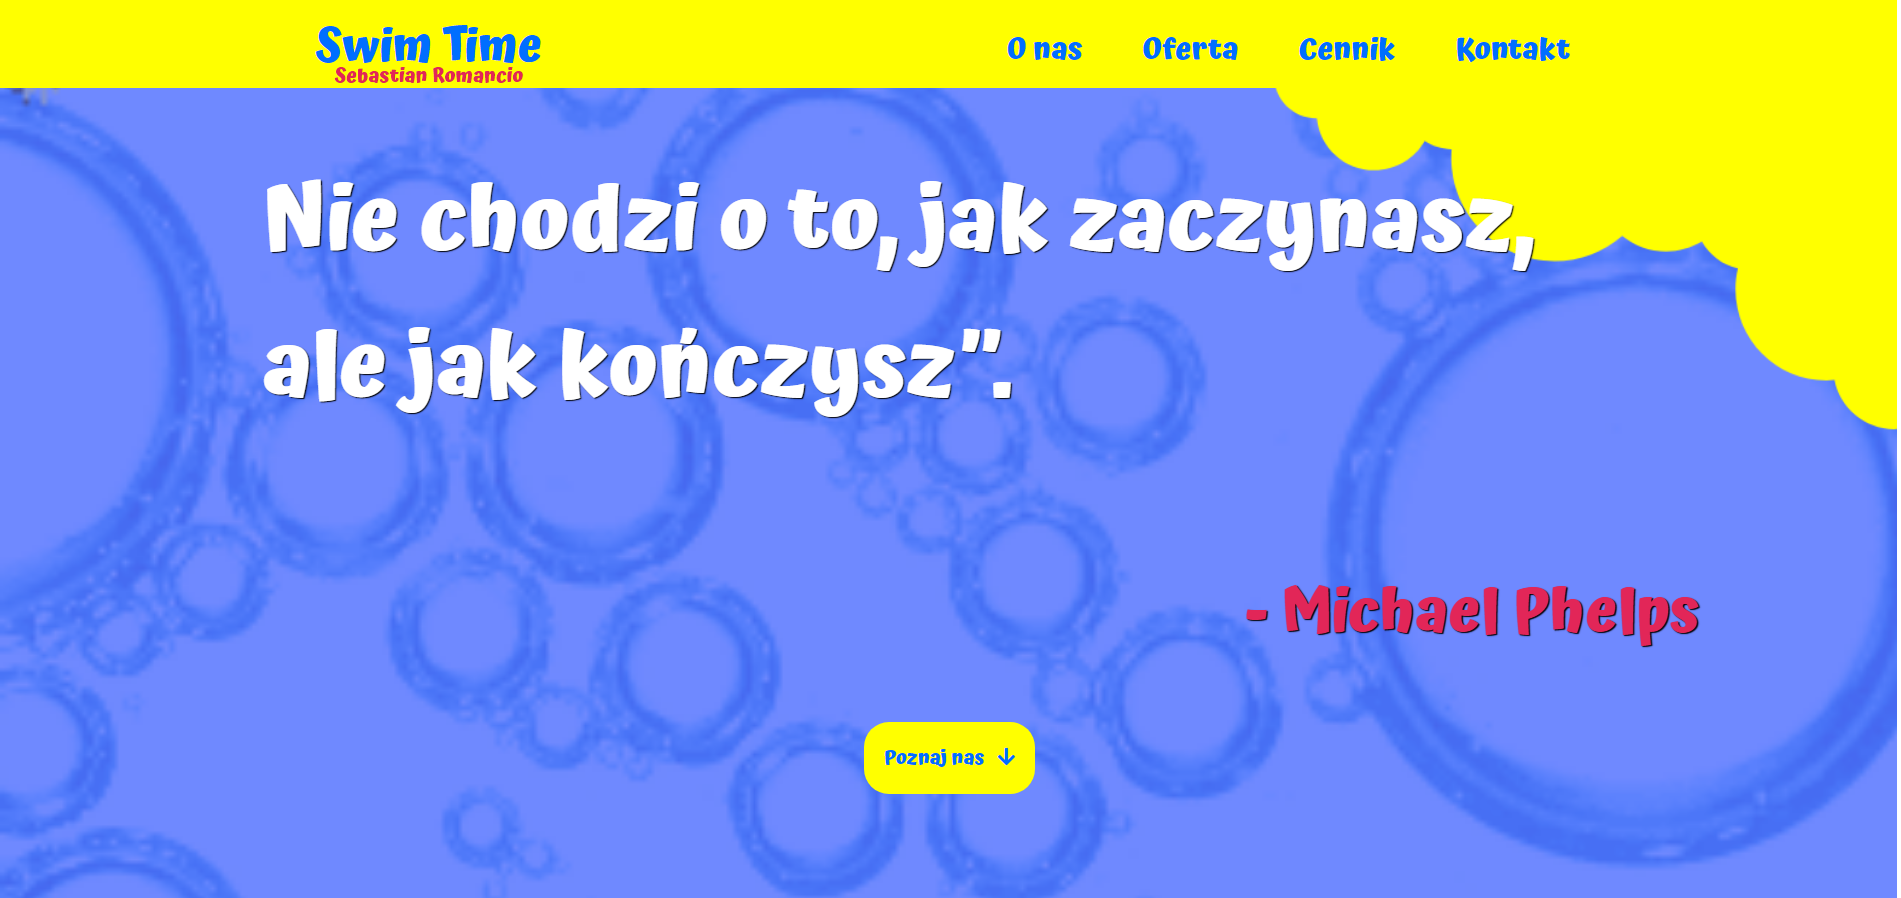 Swim Time
Sebastian Romancio
O nas
Oferta
Cennik
Kontakt
Nie chodzi o to, jak zaczynasz,
ale jak kończysz”.
- Michael Phelps
Poznaj nas ↓